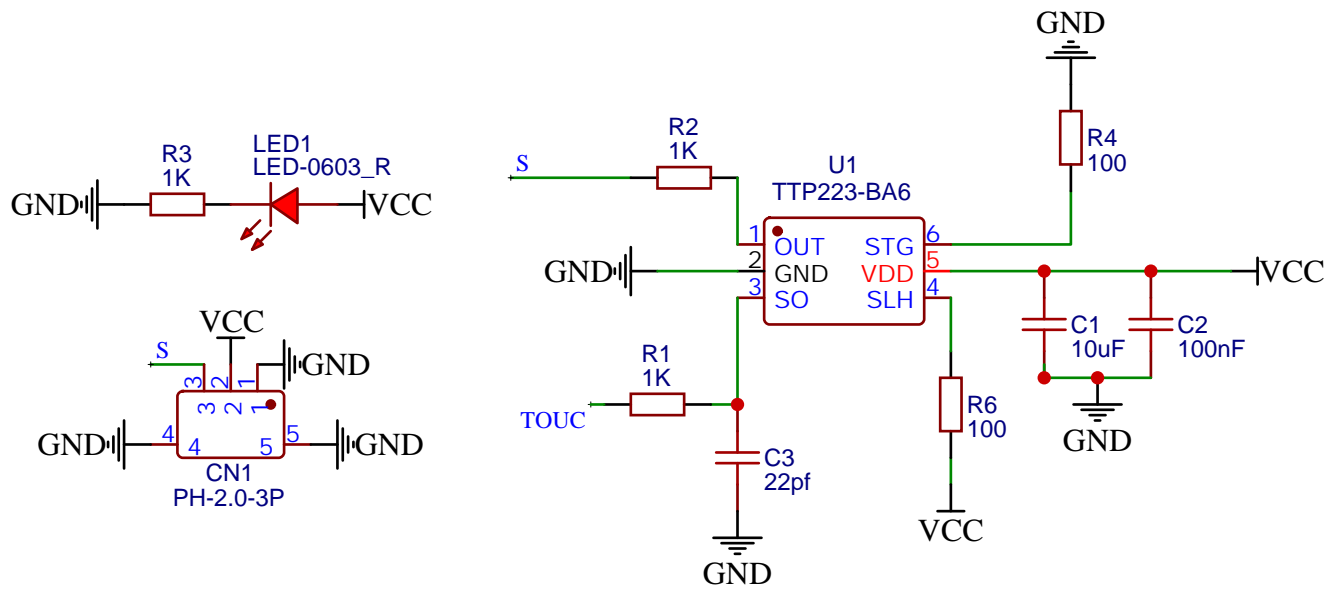 GND
R3
1K
LED1
LED-0603_R
GND
VCC
VCC
S
GND
3
2
1
3
2
1
GND
4
4
5
5
GND
CN1
PH-2.0-3P
R2
1K
S
U1
TTP223-BA6
R4
100
1
OUT
STG
6
GND
2
GND
VDD
5
VCC
3
SO
SLH
4
C1
10uF
C2
100nF
GND
R1
1K
TOUC
C3
22pf
GND
R6
100
VCC